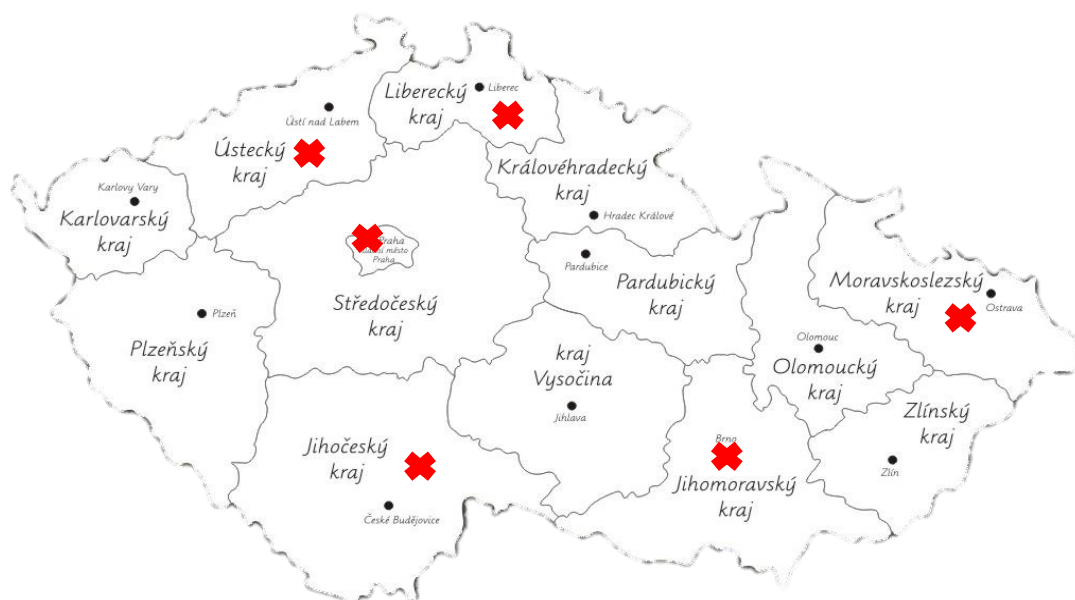 Liberecký
kraj
Liberec
Ústí nad Labem
Ústecký
kraj
Královéhradecký
kraj
Hradec Králové
Karlovy Vary
Karlovarský
kraj
Praha
město
Praha
Středočeský
kraj
Pardubice
Pardubický
kraj
Moravskoslezský
kraj
Ostrava
Plzeň
Plzeňský
kraj
kraj
Vysočina
Jihlava
Olomouc
Olomoucký
kraj
Zlínský
kraj
Zlín
Jihočeský
kraj
České Budějovice
Brno
Jihomoravský
kraj